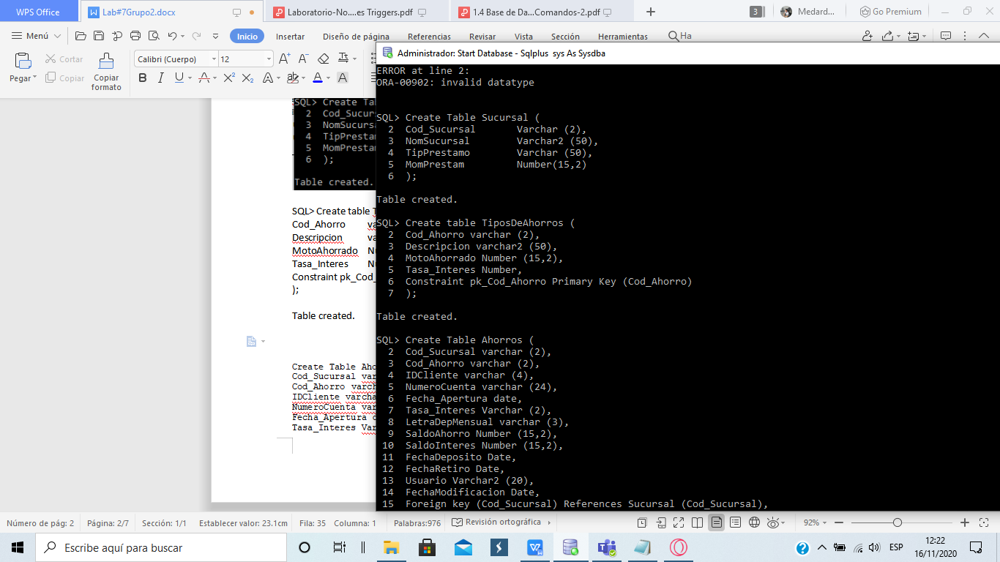 WPS Office
Lab#7Grupo2.docx
Laboratorio-No....es Triggers.pdf
1.4 Base de Da...Comandos-2.pdf
3
Medard...
Go Premium
Menú
Inicio
Insertar
Diseño de página
Referencias
Revisar
Vista
Sección
Herramientas
Ha
Pegar
Cortar
Copiar
Copiar formato
Calibri (Cuerpo)
12
Administrador: Start Database - Sqlplus sys As Sysdba
ERROR at line 2:
ORA-00902: invalid datatype
SQL> Create Table Sucursal (
2 Cod_Sucursal Varchar (2),
3 NomSucursal Varchar2 (50),
4 TipPrestamo Varchar (50),
5 MomPrestam Number(15,2)
6 );
Table created.
SQL> Create table TiposDeAhorros (
2 Cod_Ahorro varchar (2),
3 Descripcion varchar2 (50),
4 MotoAhorrado Number (15,2),
5 Tasa_Interes Number,
6 Constraint pk_Cod_Ahorro Primary Key (Cod_Ahorro)
7 );
Table created.
SQL> Create Table Ahorros (
2 Cod_Sucursal varchar (2),
3 Cod_Ahorro varchar (2),
4 IDCliente varchar (4),
5 NumeroCuenta varchar (24),
6 Fecha_Apertura date,
7 Tasa_Interes Varchar (2),
8 LetraDepMensual varchar (3),
9 SaldoAhorro Number (15,2),
10 SaldoInteres Number (15,2),
11 FechaDeposito Date,
12 FechaRetiro Date,
13 Usuario Varchar2 (20),
14 FechaModificacion Date,
15 Foreign key (Cod_Sucursal) References Sucursal (Cod_Sucursal),
SQL> Create Ta
2 Cod_Sucur
3 NomSucurs
4 TipPrestam
5 MomPresta
6 );
Table created.
SQL> Create table T
Cod_Ahorro va
Descripcion va
MotoAhorrado N
Tasa_Interes N
Constraint pk_Cod_
);
Table created.
Create Table Aho
Cod_Sucursal var
Cod_Ahorro varch
IDCliente varcha
NumeroCuenta var
Fecha_Apertura d
Tasa_Interes Var
Número de pág: 2
Página: 2/7
Sección: 1/1
Establecer valor: 23.1cm
Fila: 35
Columna: 1
Palabras:976
Revisión ortográfica
92%
Escribe aquí para buscar
ESP
12:22
16/11/2020